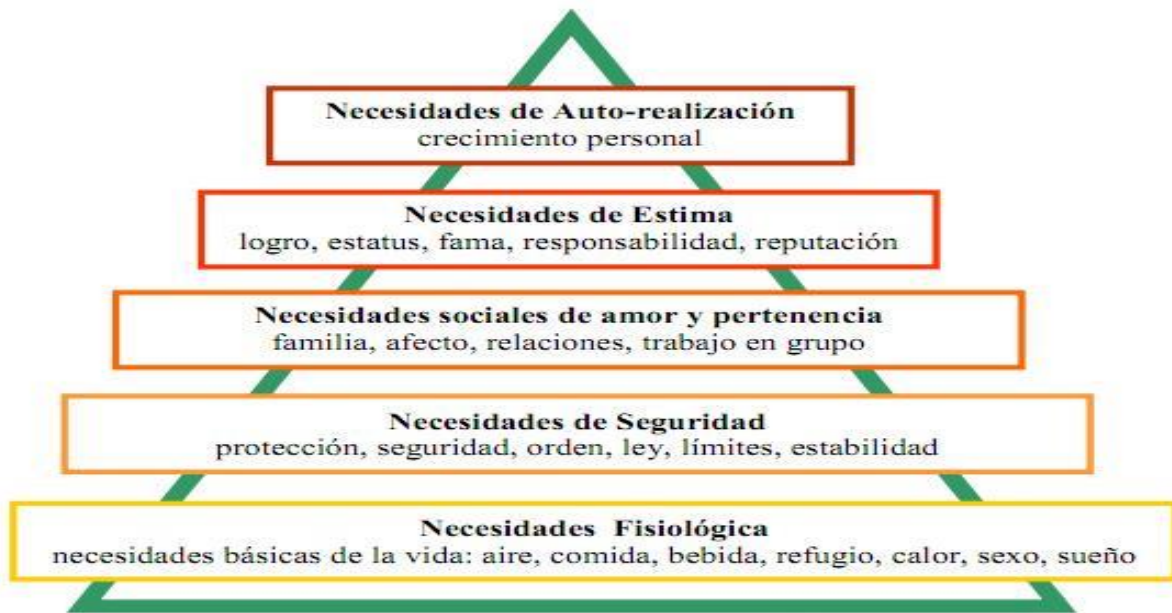 Necesidades de Auto-realización
crecimiento personal
Necesidades de Estima
logro, estatus, fama, responsabilidad, reputación
Necesidades sociales de amor y pertenencia
familia, afecto, relaciones, trabajo en grupo
Necesidades de Seguridad
protección, seguridad, orden, ley, límites, estabilidad
Necesidades Fisiológica
necesidades básicas de la vida: aire, comida, bebida, refugio, calor, sexo, sueño